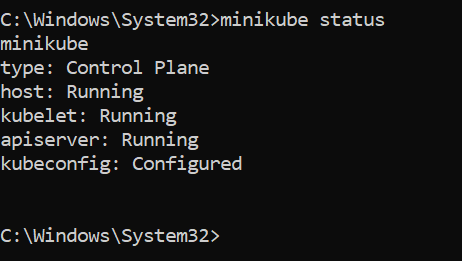 C:\Windows\System32>minikube status
minikube
type: Control Plane
host: Running
kubelet: Running
apiserver: Running
kubeconfig: Configured
C:\Windows\System32>